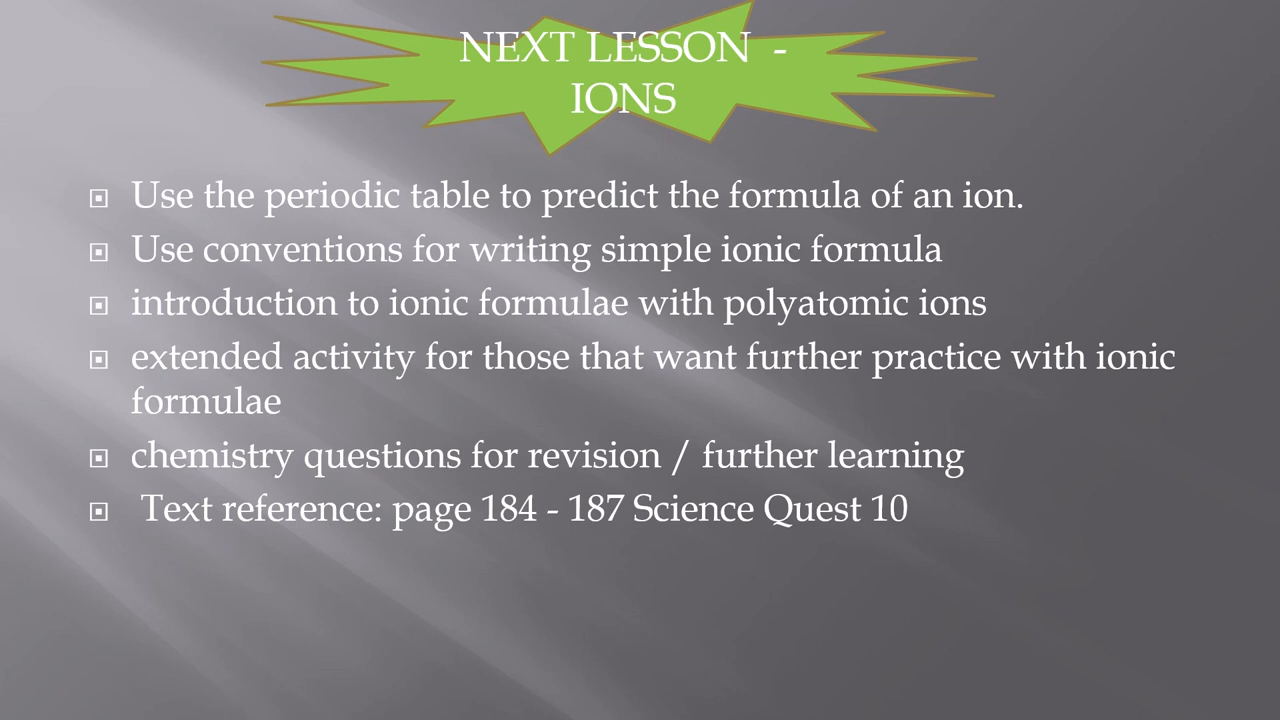 NEXT LESSON -
IONS
Use the periodic table to predict the formula of an ion.
Use conventions for writing simple ionic formula
introduction to ionic formulae with polyatomic ions
extended activity for those that want further practice with ionic
formulae
chemistry questions for revision / further learning
Text reference: page 184 - 187 Science Quest 10